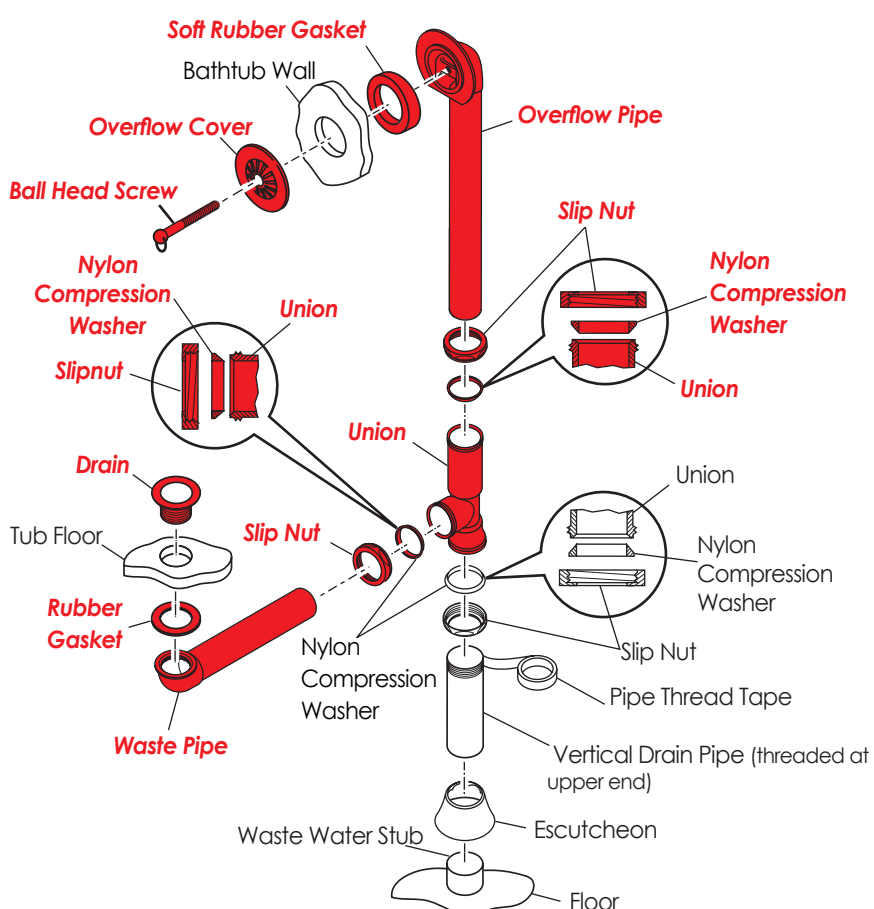 Soft Rubber Gasket
Bathtub Wall
Overflow Cover
Overflow Pipe
Ball Head Screw
Slip Nut
Nylon
Compression
Washer
Union
Slipnut
Nylon
Compression
Washer
Union
Union
Drain
Tub Floor
Slip Nut
Union
Nylon
Compression
Washer
Rubber
Gasket
Nylon
Compression
Washer
Slip Nut
Pipe Thread Tape
Waste Pipe
Vertical Drain Pipe (threaded at
upper end)
Waste Water Stub
Escutcheon
Floor